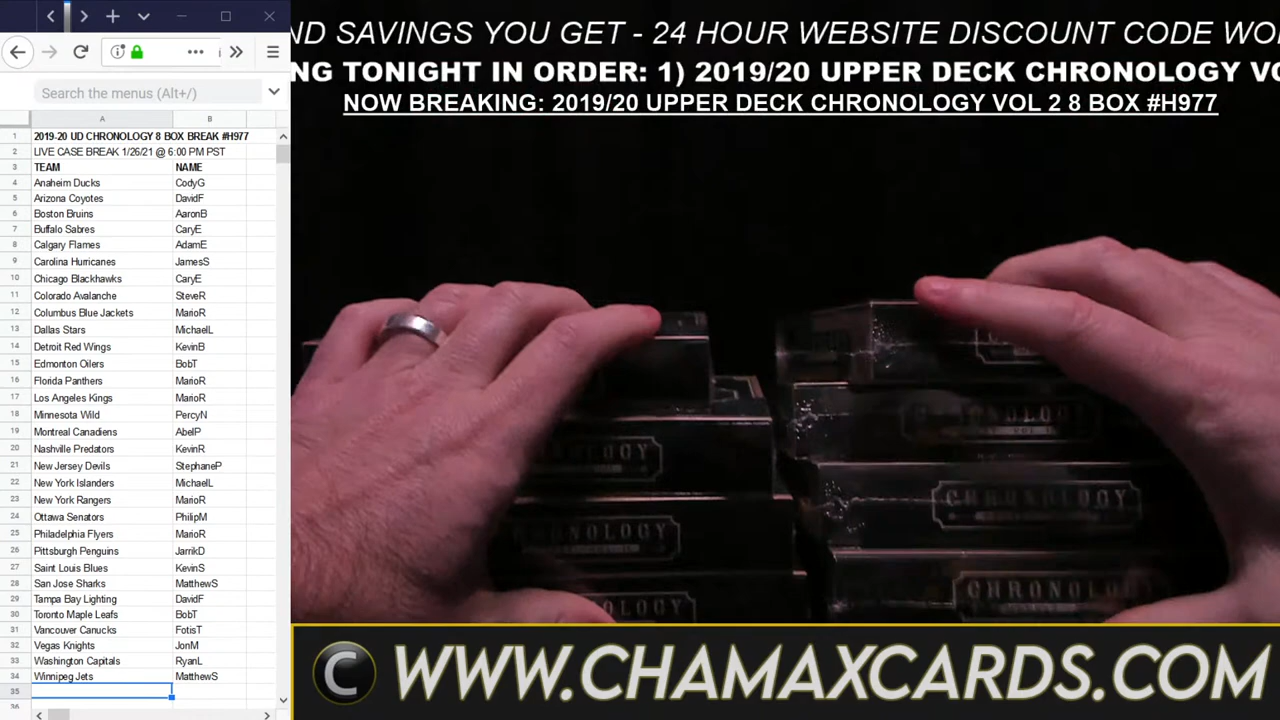 ND SAVINGS YOU GET - 24 HOUR WEBSITE DISCOUNT CODE WO
NG TONIGHT IN ORDER: 1) 2019/20 UPPER DECK CHRONOLOGY VO
NOW BREAKING: 2019/20 UPPER DECK CHRONOLOGY VOL 2 8 BOX #H977
Search the menus (Alt+/)
A B
1 2019-20 UD CHRONOLOGY 8 BOX BREAK #H977
2 LIVE CASE BREAK 1/26/21 @ 6:00 PM PST
3 TEAM NAME
4 Anaheim Ducks CodyG
5 Arizona Coyotes DavidF
6 Boston Bruins AaronB
7 Buffalo Sabres CaryE
8 Calgary Flames AdamE
9 Carolina Hurricanes JamesS
10 Chicago Blackhawks CaryE
11 Colorado Avalanche SteveR
12 Columbus Blue Jackets MarioR
13 Dallas Stars MichaelL
14 Detroit Red Wings KevinB
15 Edmonton Oilers BobT
16 Florida Panthers MarioR
17 Los Angeles Kings MarioR
18 Minnesota Wild PercyN
19 Montreal Canadiens AbelP
20 Nashville Predators KevinR
21 New Jersey Devils StephaneP
22 New York Islanders MichaelL
23 New York Rangers MarioR
24 Ottawa Senators PhilipM
25 Philadelphia Flyers MarioR
26 Pittsburgh Penguins JarrikD
27 Saint Louis Blues KevinS
28 San Jose Sharks MatthewS
29 Tampa Bay Lighting DavidF
30 Toronto Maple Leafs BobT
31 Vancouver Canucks FotisT
32 Vegas Knights JonM
33 Washington Capitals RyanL
34 Winnipeg Jets MatthewS
35
CHRONOLOGY
CHRONOLOGY
C WWW.CHAMAXCARDS.COM